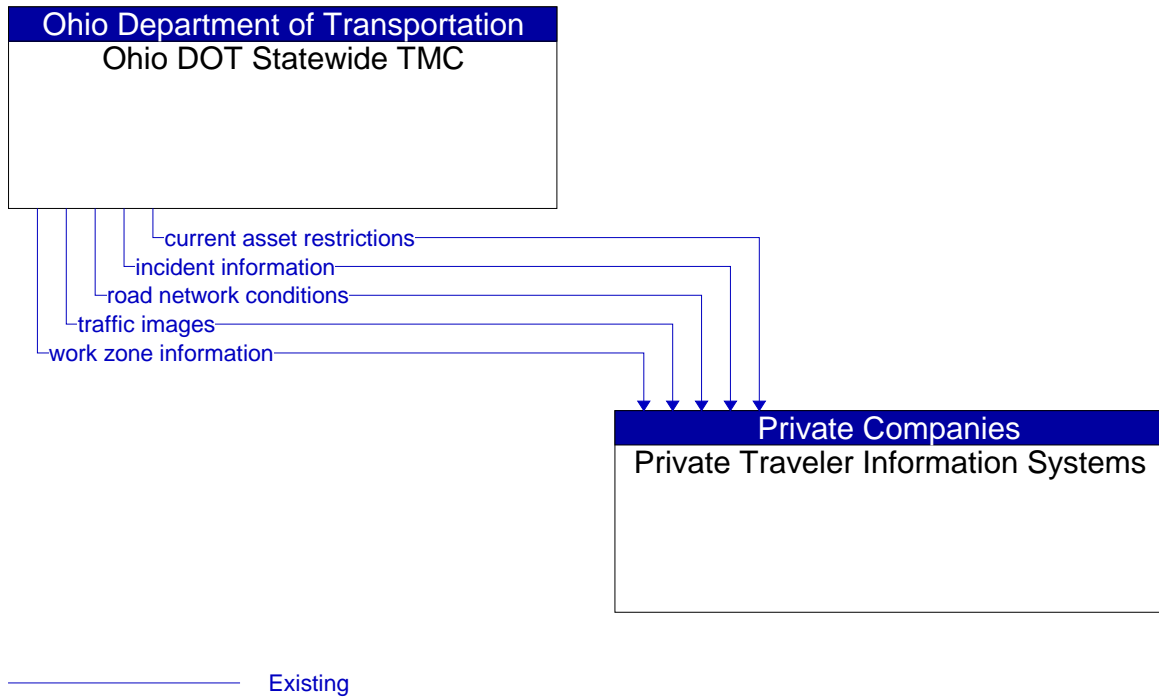 Ohio Department of Transportation
Ohio DOT Statewide TMC
current asset restrictions
incident information
road network conditions
traffic images
work zone information
Private Companies
Private Traveler Information Systems
Existing